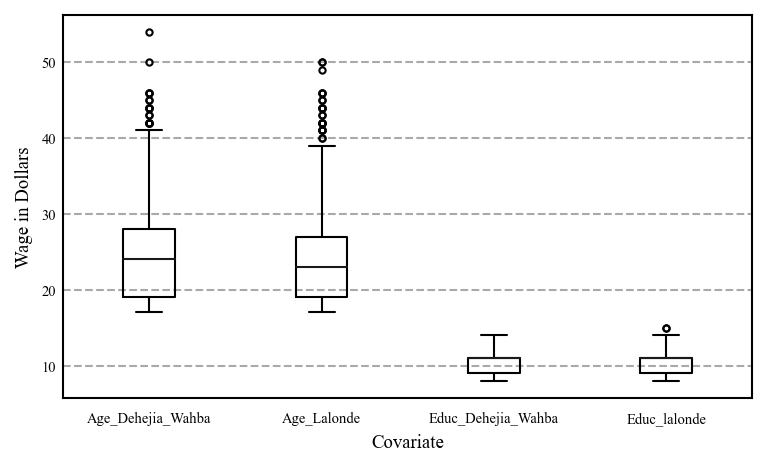 Wage in Dollars
50
40
30
20
10
Age_Dehejia_Wahba
Age_Lalonde
Educ_Dehejia_Wahba
Educ_lalonde
Covariate